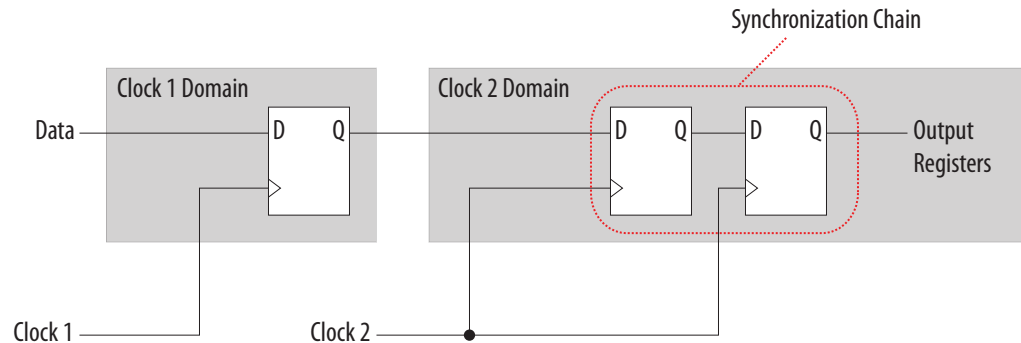 Synchronization Chain
Clock 1 Domain
Clock 2 Domain
Data
D Q
D Q
D Q
Output
Registers
Clock 1
Clock 2